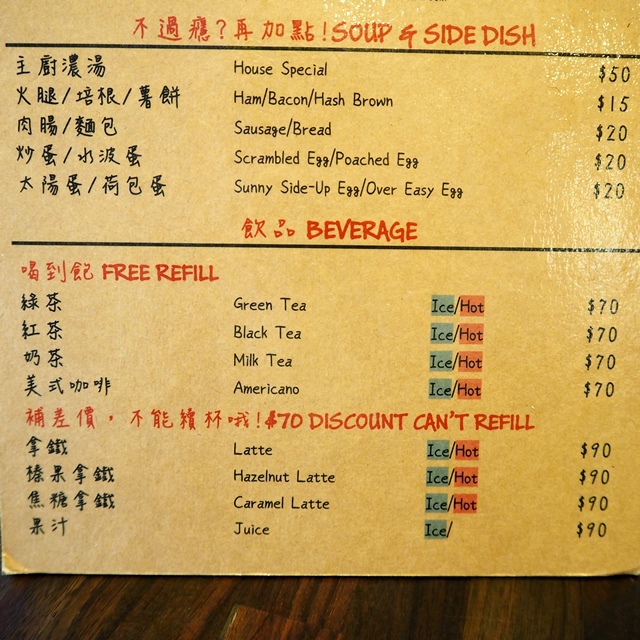 不過癮?再加點!SOUP & SIDE DISH
主廚濃湯 House Special $50
火腿/培根/薯餅 Ham/Bacon/Hash Brown $15
肉腸/麵包 Sausage/Bread $20
炒蛋/水波蛋 Scrambled Egg/Poached Egg $20
太陽蛋/荷包蛋 Sunny Side-Up Egg/Over Easy Egg $20
飲品 BEVERAGE
喝到飽 FREE REFILL
綠茶 Green Tea Ice/Hot $70
紅茶 Black Tea Ice/Hot $70
奶茶 Milk Tea Ice/Hot $70
美式咖啡 Americano Ice/Hot $70
補差價,不能續杯哦!$70 DISCOUNT CAN'T REFILL
拿鐵 Latte Ice/Hot $90
榛果拿鐵 Hazelnut Latte Ice/Hot $90
焦糖拿鐵 Caramel Latte Ice/Hot $90
果汁 Juice Ice/ $90